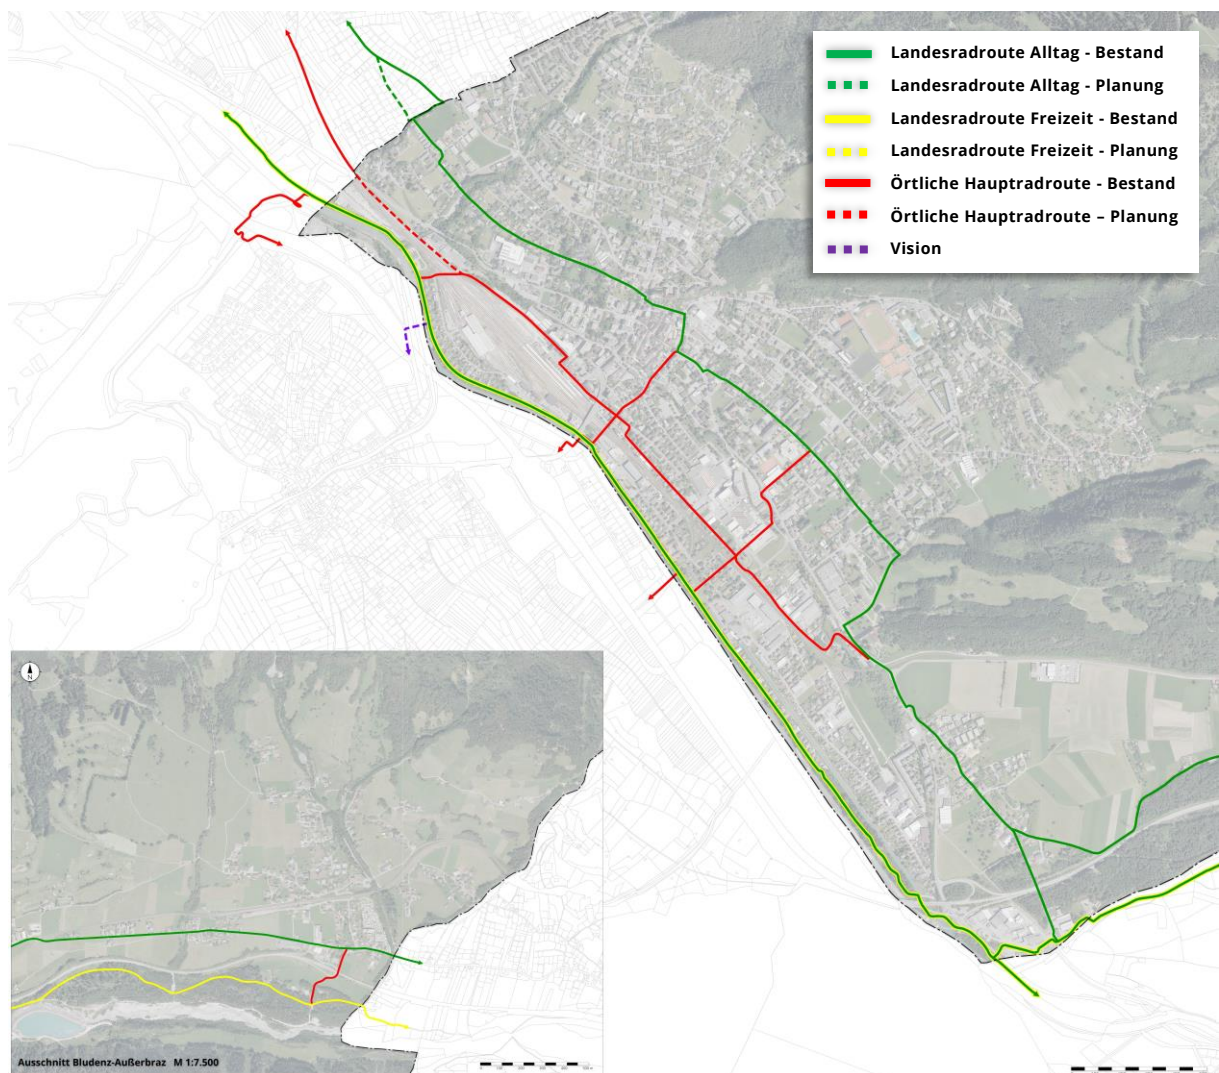 Landesradroute Alltag - Bestand
Landesradroute Alltag - Planung
Landesradroute Freizeit - Bestand
Landesradroute Freizeit - Planung
Örtliche Hauptradroute - Bestand
Örtliche Hauptradroute – Planung
Vision
N
Ausschnitt Bludenz-Außerbraz M 1:7.500